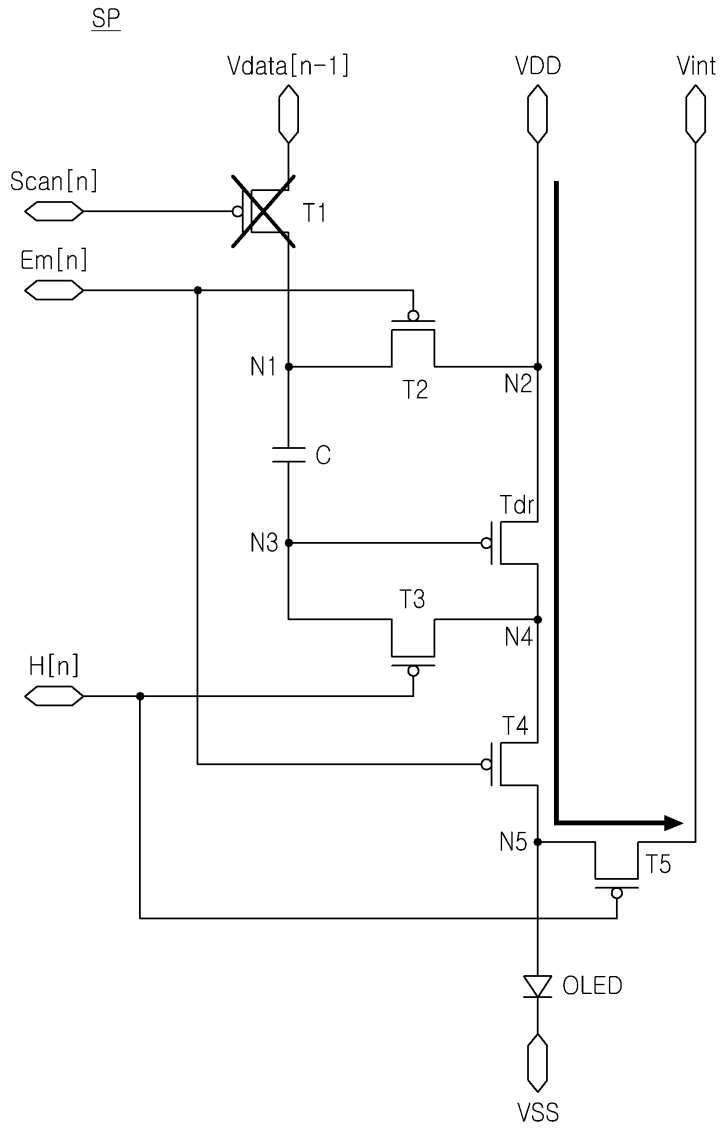 SP
Vdata[n-1]
VDD
Vint
Scan[n]
T1
Em[n]
N1
T2
N2
C
Tdr
N3
T3
N4
H[n]
T4
N5
T5
OLED
VSS